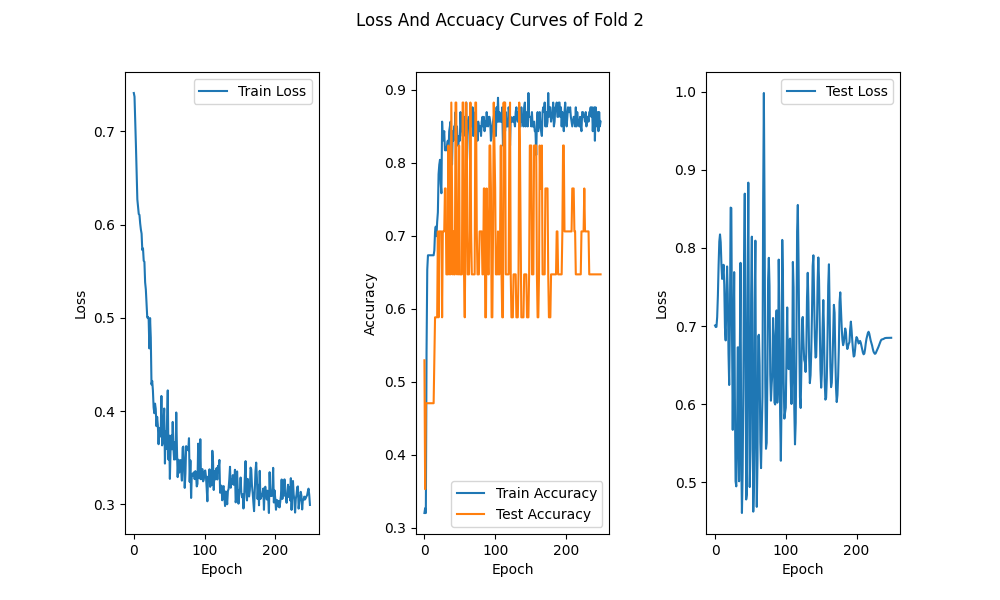 Loss And Accuacy Curves of Fold 2
Train Loss
0.7
0.6
0.5
0.4
0.3
Loss
0
100
200
Epoch
0.9
0.8
0.7
0.6
0.5
0.4
0.3
Accuracy
Train Accuracy
Test Accuracy
0
100
200
Epoch
Test Loss
1.0
0.9
0.8
0.7
0.6
0.5
Loss
0
100
200
Epoch